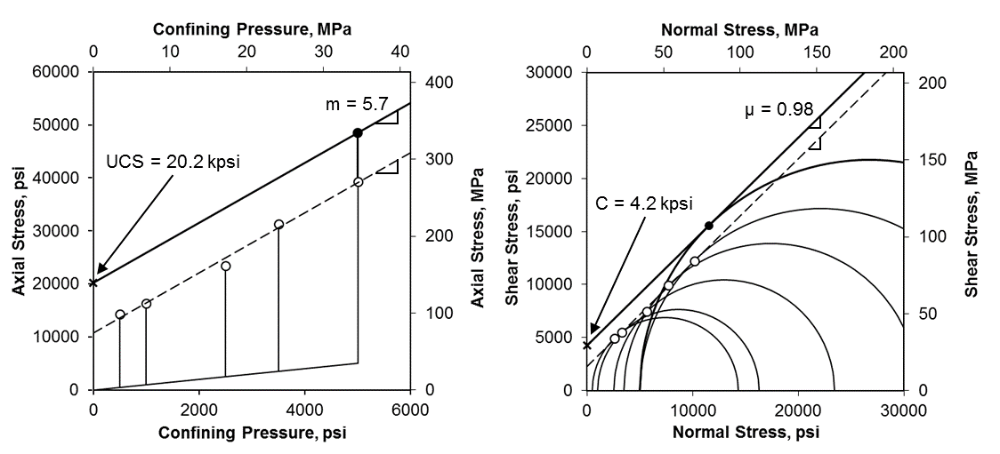 Confining Pressure, MPa
0 10 20 30 40
60000
50000
40000
30000
20000
10000
0
Axial Stress, psi
m = 5.7
UCS = 20.2 kpsi
400
300
200
100
0
Axial Stress, MPa
0 2000 4000 6000
Confining Pressure, psi
Normal Stress, MPa
0 50 100 150 200
30000
25000
20000
15000
10000
5000
0
Shear Stress, psi
μ = 0.98
C = 4.2 kpsi
200
150
100
50
0
Shear Stress, MPa
0 10000 20000 30000
Normal Stress, psi